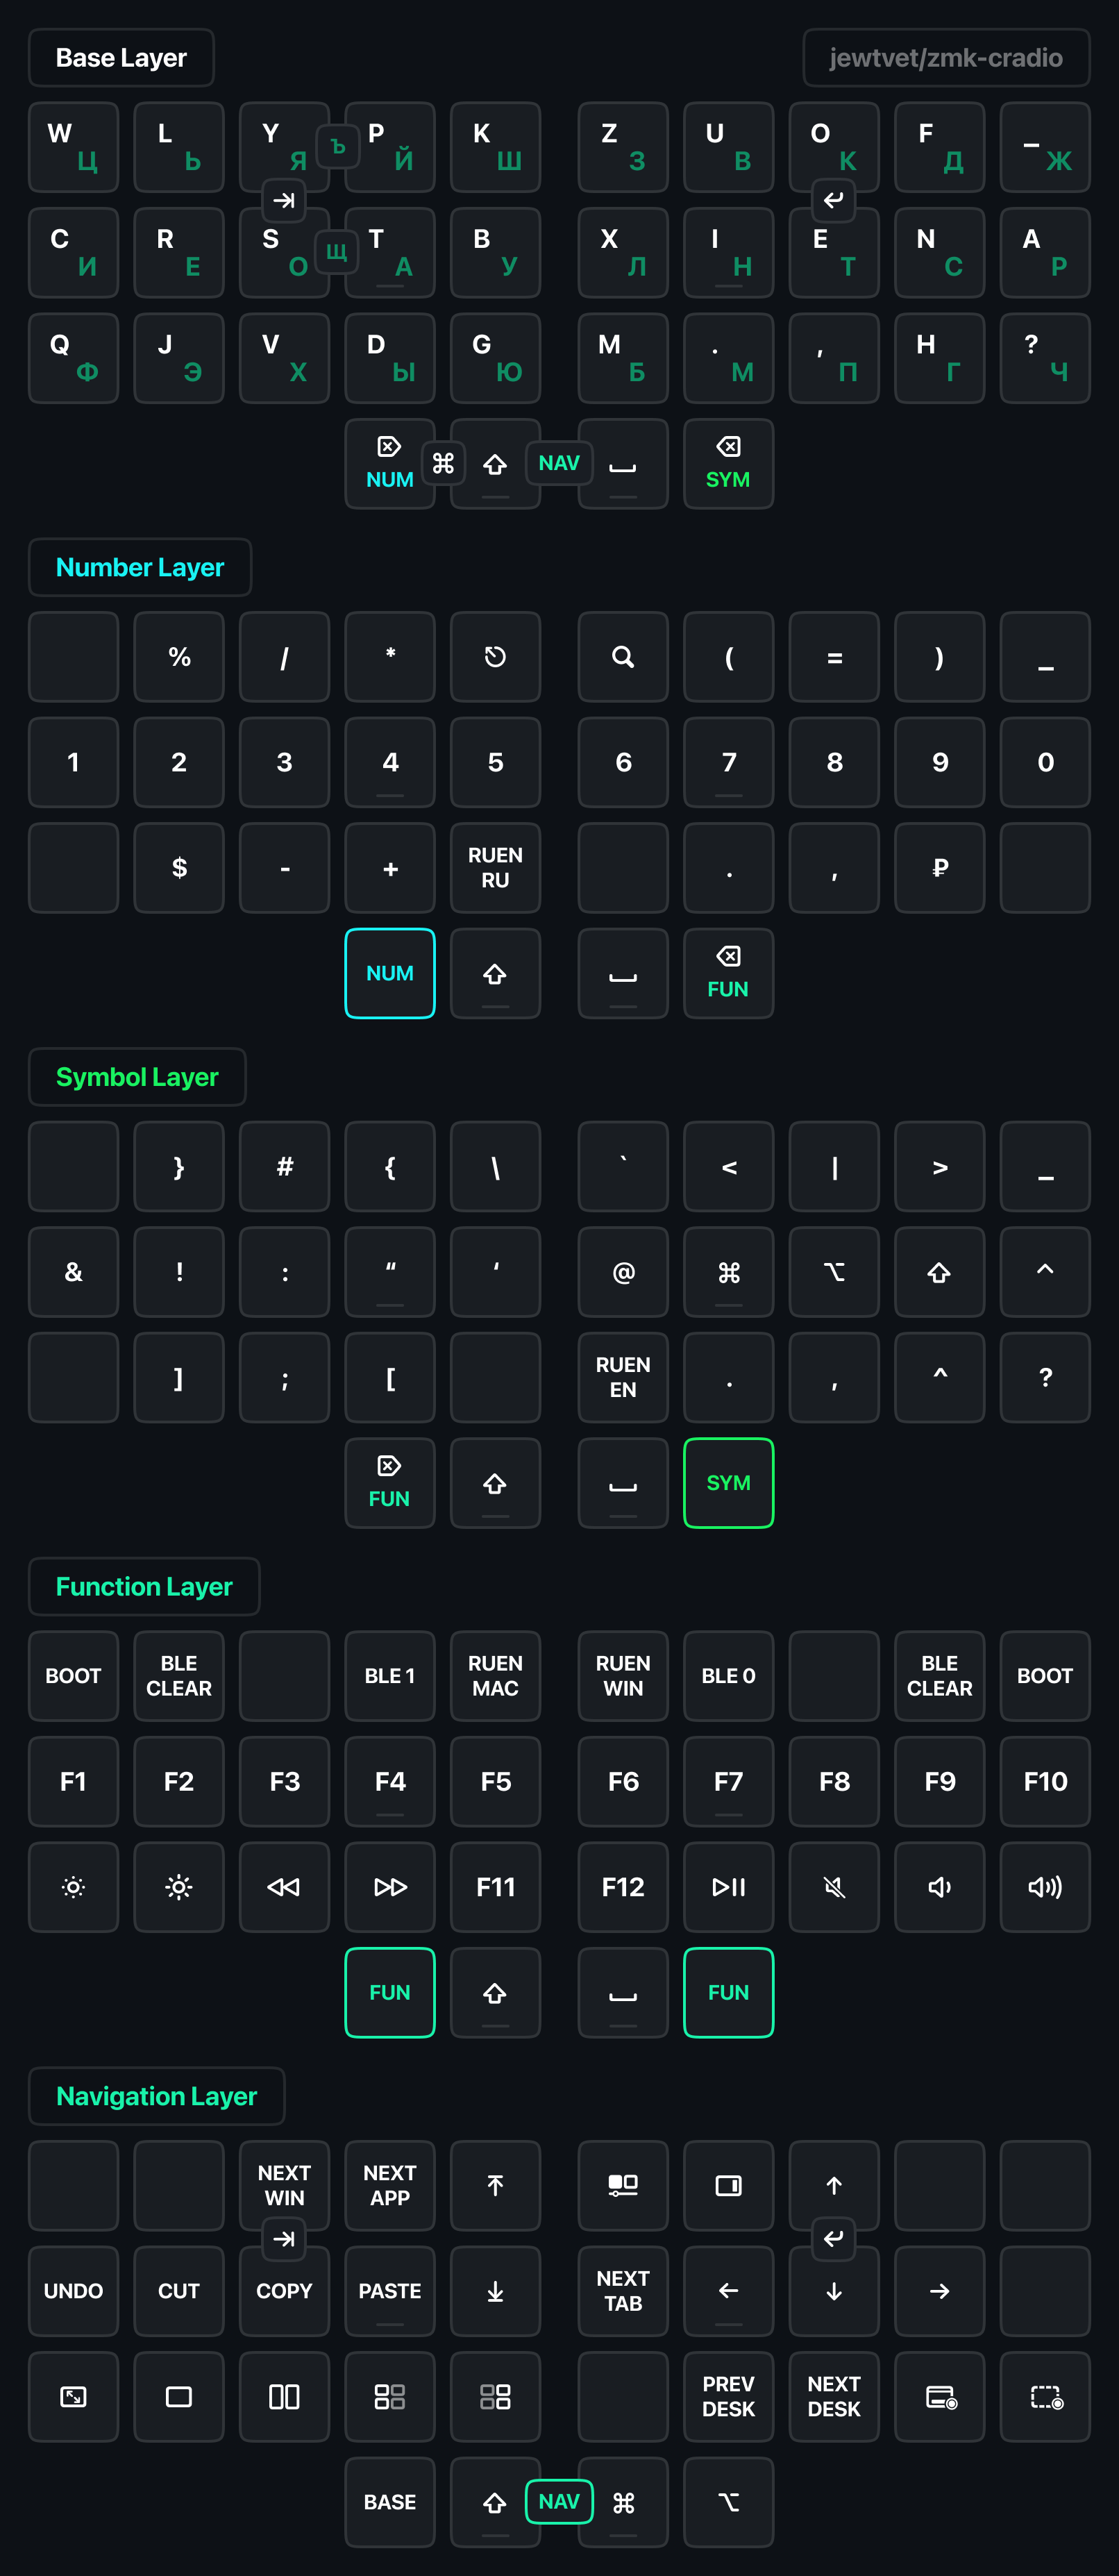 Base Layer jewtvet/zmk-cradio
W Ц L Ь Y Я Ъ P Й K Ш Z З U В O К F Д _ Ж
⇥ ↵
C И R Е S О Щ T А B У X Л I Н E Т N С A Р
Q Ф J Э V Х D Ы G Ю M Б . М , П H Г ? Ч
⌦ NUM ⌘ ⇧ NAV ⎵ ⌫ SYM
Number Layer
% / * ( = ) _
1 2 3 4 5 6 7 8 9 0
$ - + RUEN RU . , ₽
NUM ⇧ ⎵ ⌫ FUN
Symbol Layer
} # { \ ` < | > _
& ! : “ ‘ @ ⌘ ⌥ ⇧ ⌃
] ; [ RUEN EN . , ^ ?
⌦ FUN ⇧ ⎵ SYM
Function Layer
BOOT BLE CLEAR BLE 1 RUEN MAC RUEN WIN BLE 0 BLE CLEAR BOOT
F1 F2 F3 F4 F5 F6 F7 F8 F9 F10
F11 F12
FUN ⇧ ⎵ FUN
Navigation Layer
NEXT WIN NEXT APP ↑
⇥ ↵
UNDO CUT COPY PASTE NEXT TAB ← ↓ →
PREV DESK NEXT DESK
BASE ⇧ NAV ⌘ ⌥